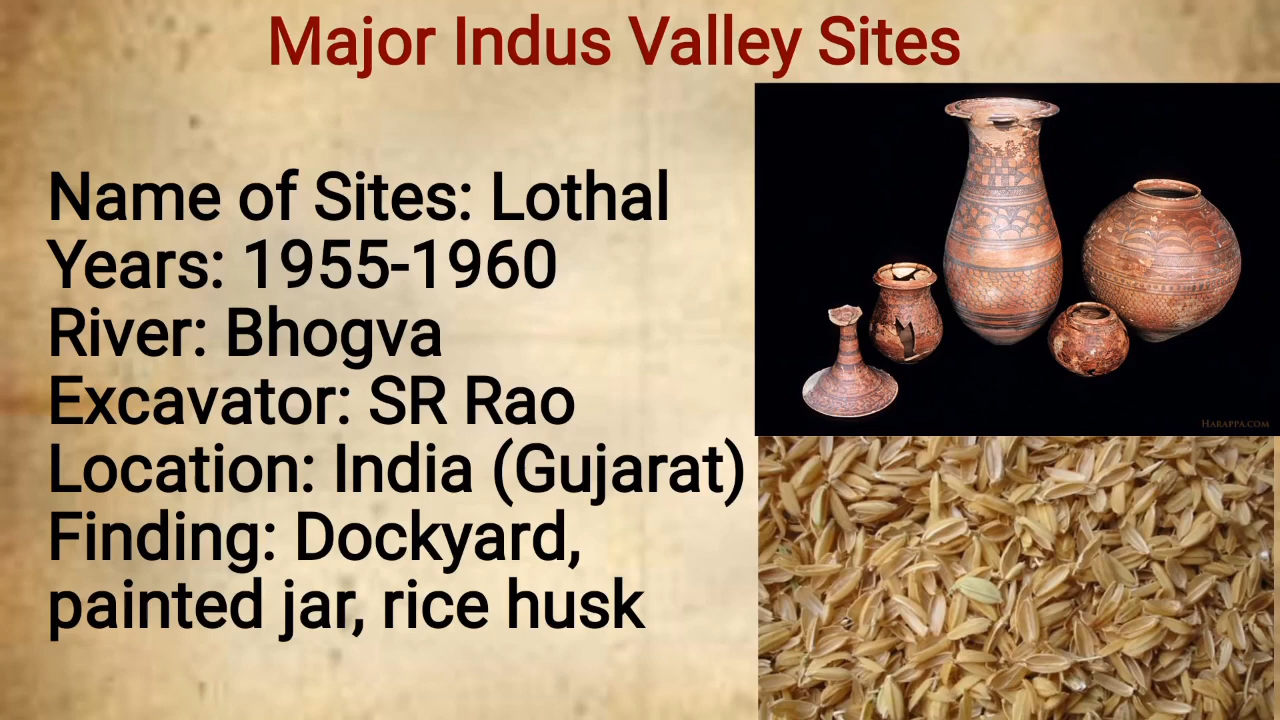 Major Indus Valley Sites
Name of Sites: Lothal
Years: 1955-1960
River: Bhogva
Excavator: SR Rao
Location: India (Gujarat)
Finding: Dockyard,
painted jar, rice husk
HARAPPA.COM